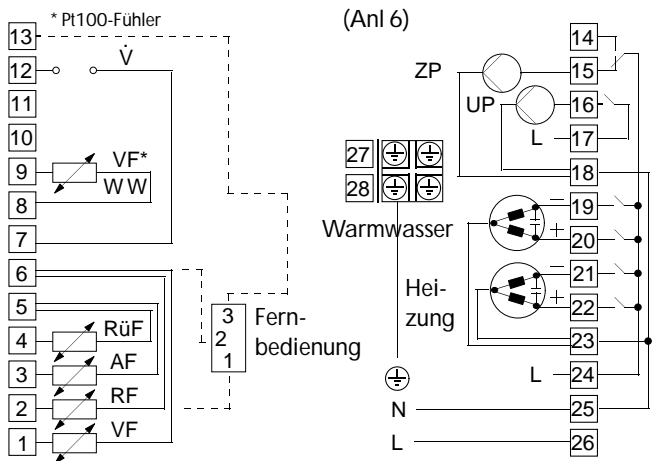 * Pt100-Fühler
(Anl 6)
13
12
V̇
11
10
9
VF*
WW
8
7
6
5
4
RüF
3
AF
2
RF
1
VF
3
2
1
Fern-
bedienung
27
28
Warmwasser
Hei-
zung
N
L
ZP
UP
L
14
15
16
17
18
19
−
20
+
21
−
22
+
23
L
24
25
26